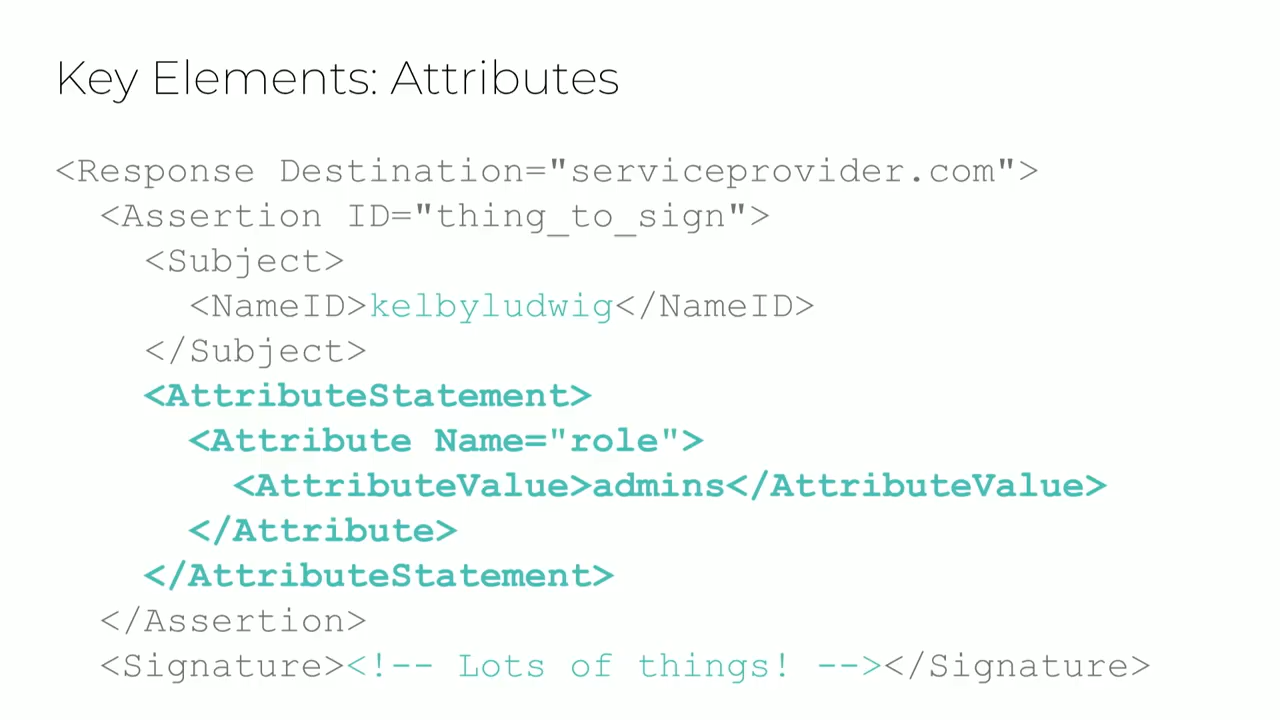 Key Elements: Attributes
<Response Destination="serviceprovider.com">
<Assertion ID="thing_to_sign">
<Subject>
<NameID>kelbyludwig</NameID>
</Subject>
<AttributeStatement>
<Attribute Name="role">
<AttributeValue>admins</AttributeValue>
</Attribute>
</AttributeStatement>
</Assertion>
<Signature><!-- Lots of things! --></Signature>